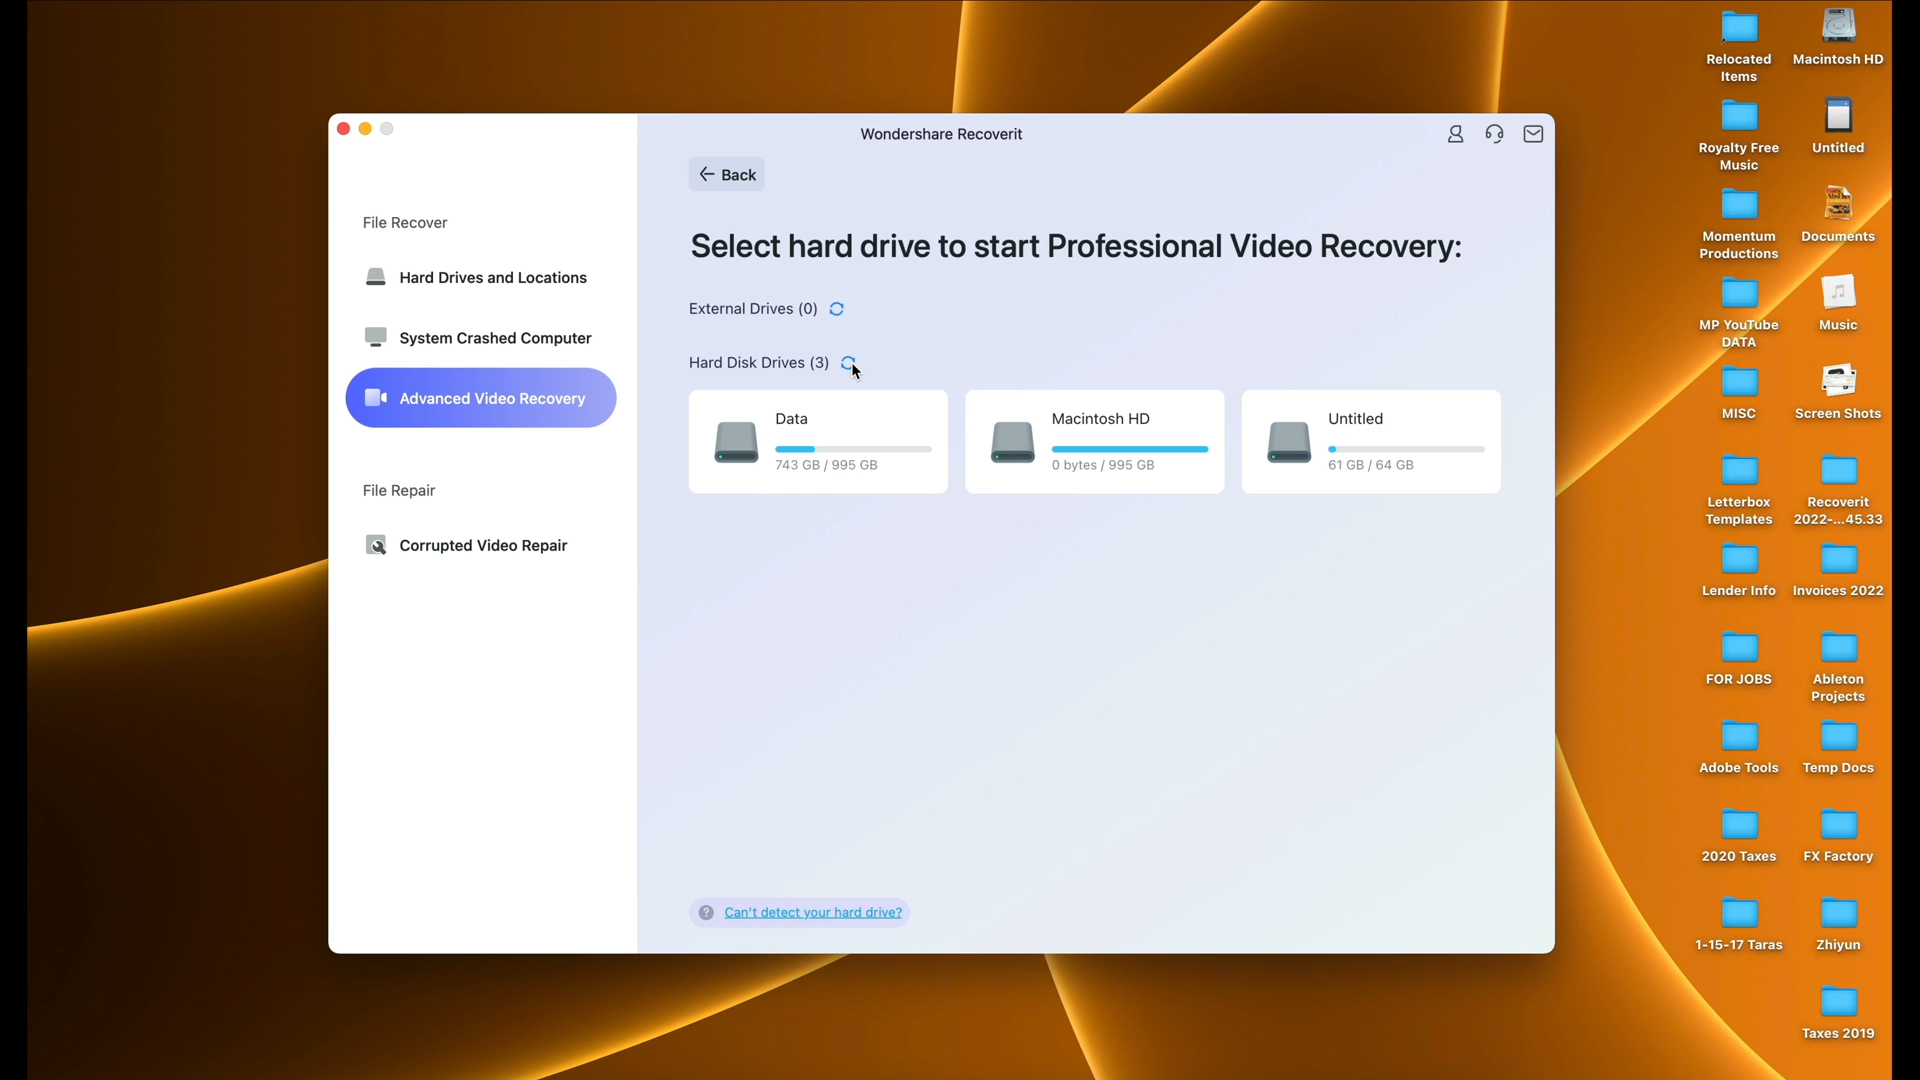 Wondershare Recoverit
Back
File Recover
Hard Drives and Locations
System Crashed Computer
Advanced Video Recovery
File Repair
Corrupted Video Repair
Select hard drive to start Professional Video Recovery:
External Drives (0)
Hard Disk Drives (3)
Data
743 GB / 995 GB
Macintosh HD
0 bytes / 995 GB
Untitled
61 GB / 64 GB
Can't detect your hard drive?
Relocated
Items
Macintosh HD
Royalty Free
Music
Untitled
Momentum
Productions
Documents
MP YouTube
DATA
Music
MISC
Screen Shots
Letterbox
Templates
Recoverit
2022-...45.33
Lender Info
Invoices 2022
FOR JOBS
Ableton
Projects
Adobe Tools
Temp Docs
2020 Taxes
FX Factory
1-15-17 Taras
Zhiyun
Taxes 2019